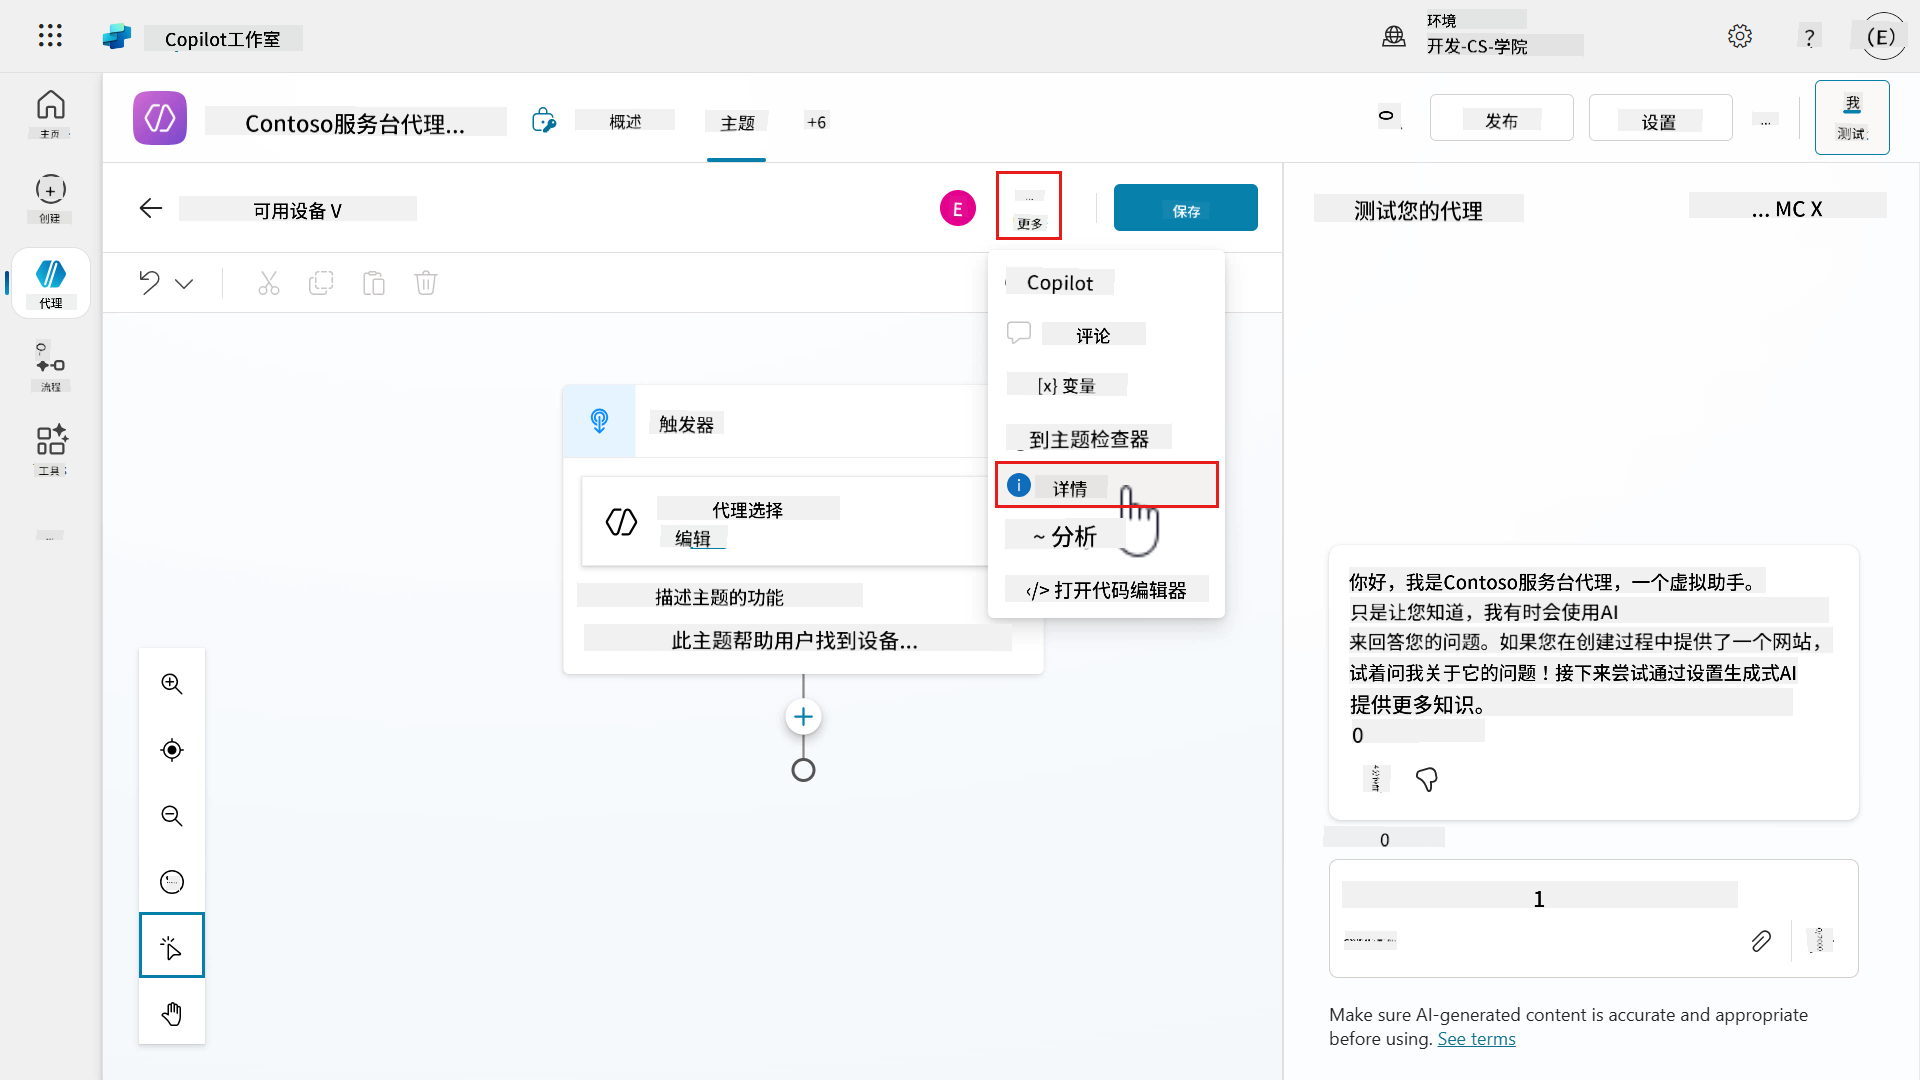 Copilot工作室
环境
开发-CS-学院
?
(E)
主页
创建
代理
流程
工具
Contoso服务台代理...
概述
主题
+6
0
发布
设置
...
我
测试
可用设备 V
E
...
更多
保存
测试您的代理
... MC X
Copilot
评论
[x} 变量
到主题检查器
详情
~ 分析
</> 打开代码编辑器
触发器
代理选择
编辑
描述主题的功能
此主题帮助用户找到设备...
你好，我是Contoso服务台代理，一个虚拟助手。
只是让您知道，我有时会使用AI
来回答您的问题。如果您在创建过程中提供了一个网站，
试着问我关于它的问题！接下来尝试通过设置生成式AI
提供更多知识。
0
0
1
Make sure AI-generated content is accurate and appropriate
before using. See terms